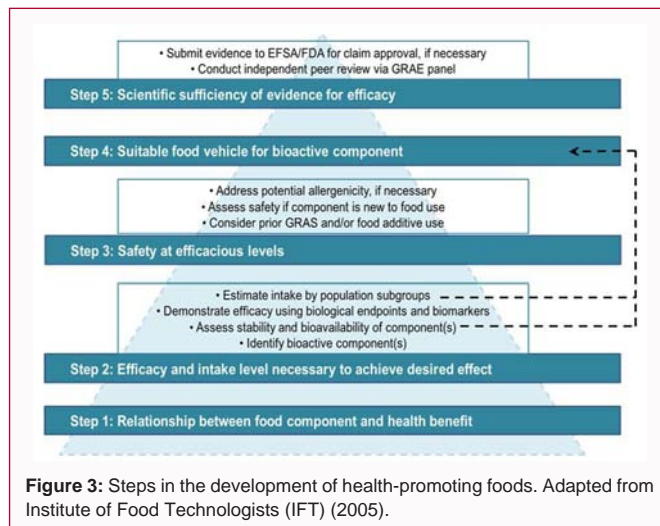 • Submit evidence to EFSA/FDA for claim approval, if necessary
• Conduct independent peer review via GRAE panel
Step 5: Scientific sufficiency of evidence for efficacy
Step 4: Suitable food vehicle for bioactive component
• Address potential allergenicity, if necessary
• Assess safety if component is new to food use
• Consider prior GRAS and/or food additive use
Step 3: Safety at efficacious levels
• Estimate intake by population subgroups
• Demonstrate efficacy using biological endpoints and biomarkers
• Assess stability and bioavailability of component(s)
• Identify bioactive component(s)
Step 2: Efficacy and intake level necessary to achieve desired effect
Step 1: Relationship between food component and health benefit
Figure 3: Steps in the development of health-promoting foods. Adapted from
Institute of Food Technologists (IFT) (2005).